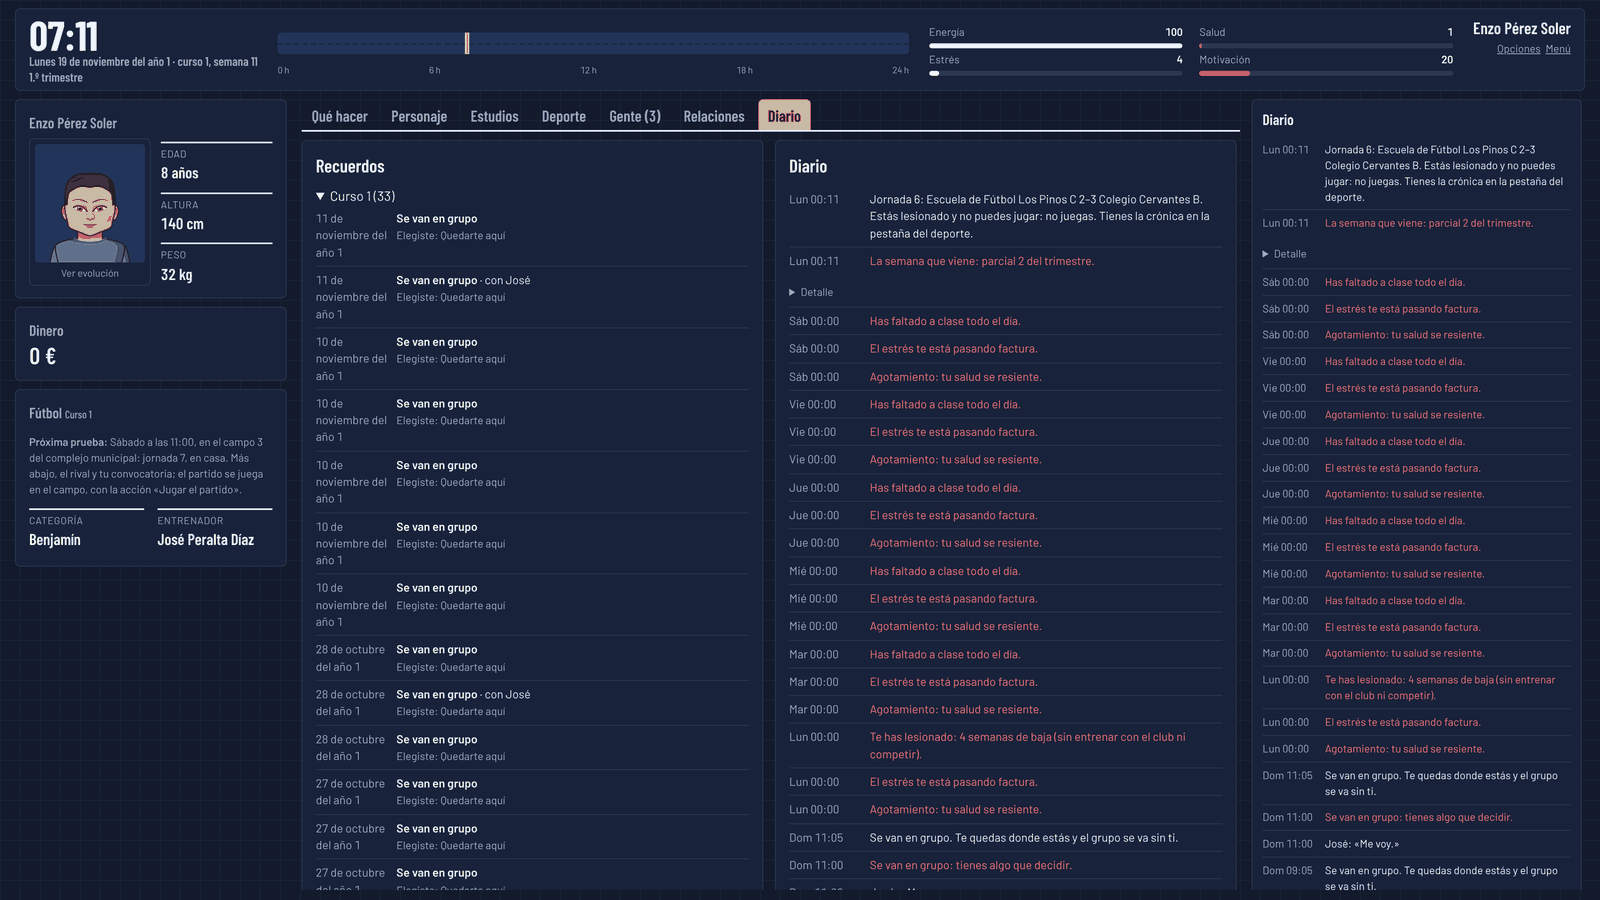 07:11
Lunes 19 de noviembre del año 1 · curso 1, semana 11
1.º trimestre
0 h
6 h
12 h
18 h
24 h
Energía 100
Estrés 4
Salud 1
Motivación 20
Enzo Pérez Soler
Opciones Menú
Enzo Pérez Soler
Ver evolución
EDAD
8 años
ALTURA
140 cm
PESO
32 kg
Dinero
0 €
Fútbol Curso 1
Próxima prueba: Sábado a las 11:00, en el campo 3
del complejo municipal: jornada 7, en casa. Más
abajo, el rival y tu convocatoria; el partido se juega
en el campo, con la acción «Jugar el partido».
CATEGORÍA
Benjamín
ENTRENADOR
José Peralta Díaz
Qué hacer
Personaje
Estudios
Deporte
Gente (3)
Relaciones
Diario
Recuerdos
▼ Curso 1 (33)
11 de
noviembre del
año 1
Se van en grupo
Elegiste: Quedarte aquí
11 de
noviembre del
año 1
Se van en grupo · con José
Elegiste: Quedarte aquí
10 de
noviembre del
año 1
Se van en grupo
Elegiste: Quedarte aquí
10 de
noviembre del
año 1
Se van en grupo
Elegiste: Quedarte aquí
10 de
noviembre del
año 1
Se van en grupo
Elegiste: Quedarte aquí
10 de
noviembre del
año 1
Se van en grupo
Elegiste: Quedarte aquí
10 de
noviembre del
año 1
Se van en grupo
Elegiste: Quedarte aquí
28 de octubre
del año 1
Se van en grupo
Elegiste: Quedarte aquí
28 de octubre
del año 1
Se van en grupo · con José
Elegiste: Quedarte aquí
28 de octubre
del año 1
Se van en grupo
Elegiste: Quedarte aquí
27 de octubre
del año 1
Se van en grupo
Elegiste: Quedarte aquí
27 de octubre
del año 1
Se van en grupo
Elegiste: Quedarte aquí
27 de octubre
del año 1
Se van en grupo
Elegiste: Quedarte aquí
Diario
Lun 00:11 Jornada 6: Escuela de Fútbol Los Pinos C 2–3 Colegio Cervantes B.
Estás lesionado y no puedes jugar: no juegas. Tienes la crónica en la
pestaña del deporte.
Lun 00:11 La semana que viene: parcial 2 del trimestre.
▶ Detalle
Sáb 00:00 Has faltado a clase todo el día.
Sáb 00:00 El estrés te está pasando factura.
Sáb 00:00 Agotamiento: tu salud se resiente.
Vie 00:00 Has faltado a clase todo el día.
Vie 00:00 El estrés te está pasando factura.
Vie 00:00 Agotamiento: tu salud se resiente.
Jue 00:00 Has faltado a clase todo el día.
Jue 00:00 El estrés te está pasando factura.
Jue 00:00 Agotamiento: tu salud se resiente.
Mié 00:00 Has faltado a clase todo el día.
Mié 00:00 El estrés te está pasando factura.
Mié 00:00 Agotamiento: tu salud se resiente.
Mar 00:00 Has faltado a clase todo el día.
Mar 00:00 El estrés te está pasando factura.
Mar 00:00 Agotamiento: tu salud se resiente.
Lun 00:00 Te has lesionado: 4 semanas de baja (sin entrenar con el club ni
competir).
Lun 00:00 El estrés te está pasando factura.
Lun 00:00 Agotamiento: tu salud se resiente.
Dom 11:05 Se van en grupo. Te quedas donde estás y el grupo se va sin ti.
Dom 11:00 Se van en grupo: tienes algo que decidir.
Diario
Lun 00:11 Jornada 6: Escuela de Fútbol Los Pinos C 2–3
Colegio Cervantes B. Estás lesionado y no puedes
jugar: no juegas. Tienes la crónica en la pestaña del
deporte.
Lun 00:11 La semana que viene: parcial 2 del trimestre.
▶ Detalle
Sáb 00:00 Has faltado a clase todo el día.
Sáb 00:00 El estrés te está pasando factura.
Sáb 00:00 Agotamiento: tu salud se resiente.
Vie 00:00 Has faltado a clase todo el día.
Vie 00:00 El estrés te está pasando factura.
Vie 00:00 Agotamiento: tu salud se resiente.
Jue 00:00 Has faltado a clase todo el día.
Jue 00:00 El estrés te está pasando factura.
Jue 00:00 Agotamiento: tu salud se resiente.
Mié 00:00 Has faltado a clase todo el día.
Mié 00:00 El estrés te está pasando factura.
Mié 00:00 Agotamiento: tu salud se resiente.
Mar 00:00 Has faltado a clase todo el día.
Mar 00:00 El estrés te está pasando factura.
Mar 00:00 Agotamiento: tu salud se resiente.
Lun 00:00 Te has lesionado: 4 semanas de baja (sin entrenar
con el club ni competir).
Lun 00:00 El estrés te está pasando factura.
Lun 00:00 Agotamiento: tu salud se resiente.
Dom 11:05 Se van en grupo. Te quedas donde estás y el grupo
se va sin ti.
Dom 11:00 Se van en grupo: tienes algo que decidir.
Dom 11:00 José: «Me voy.»
Dom 09:05 Se van en grupo. Te quedas donde estás y el grupo
se va sin ti.